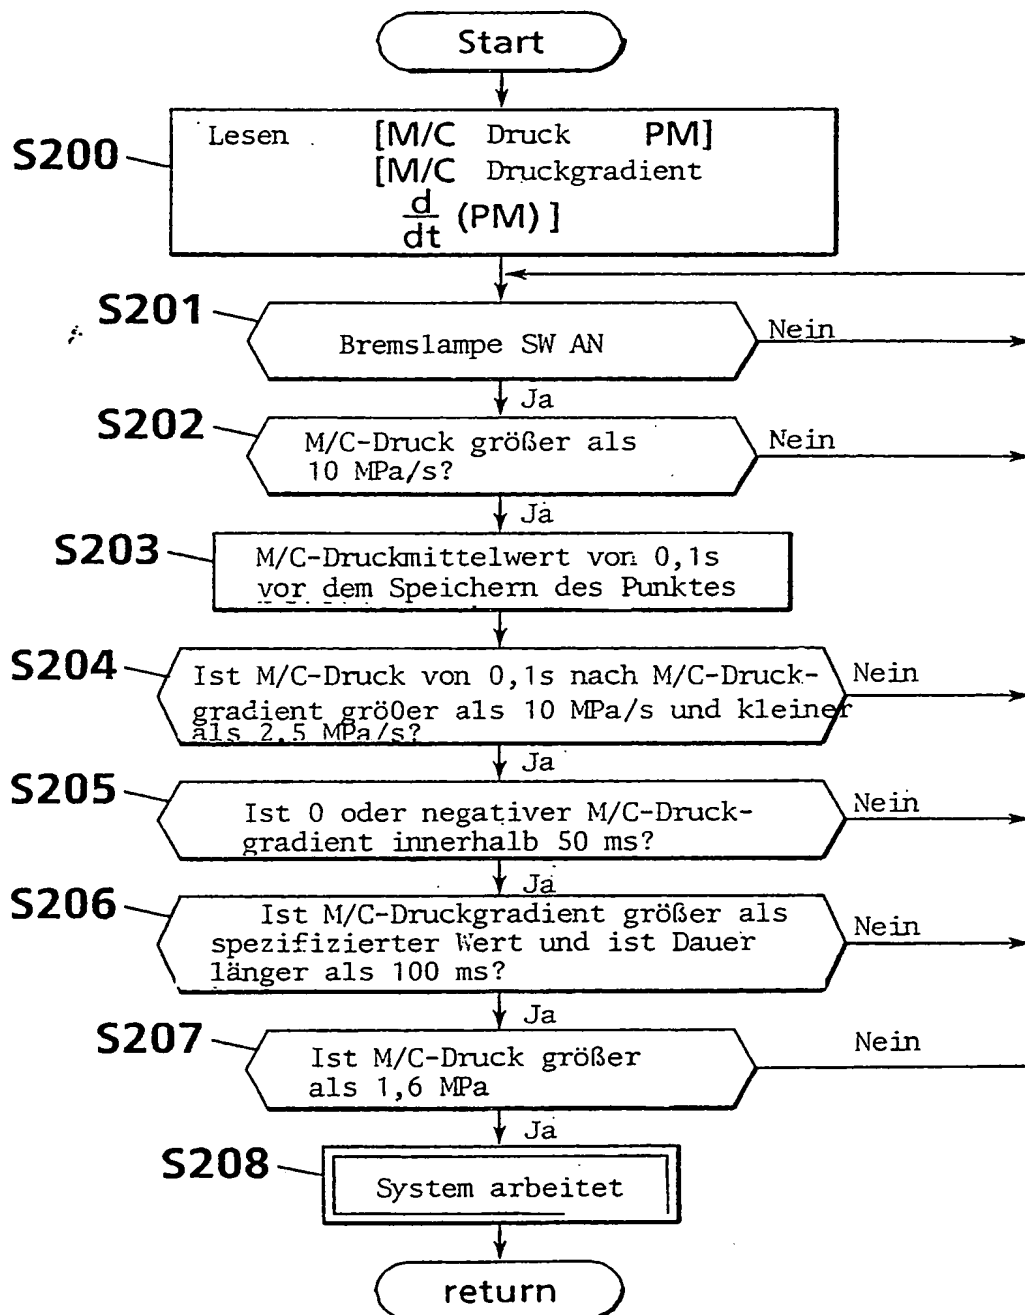 Start
S200
Lesen [M/C Druck PM]
[M/C Druckgradient
d
dt (PM) ]
S201
Bremslampe SW AN
Nein
Ja
S202
M/C-Druck größer als
10 MPa/s?
Nein
Ja
S203
M/C-Druckmittelwert von 0,1s
vor dem Speichern des Punktes
S204
Ist M/C-Druck von 0,1s nach M/C-Druck-
gradient grö0er als 10 MPa/s und kleiner
als 2,5 MPa/s?
Nein
Ja
S205
Ist 0 oder negativer M/C-Druck-
gradient innerhalb 50 ms?
Nein
Ja
S206
Ist M/C-Druckgradient größer als
spezifizierter Wert und ist Dauer
länger als 100 ms?
Nein
Ja
S207
Ist M/C-Druck größer
als 1,6 MPa
Nein
Ja
S208
System arbeitet
return